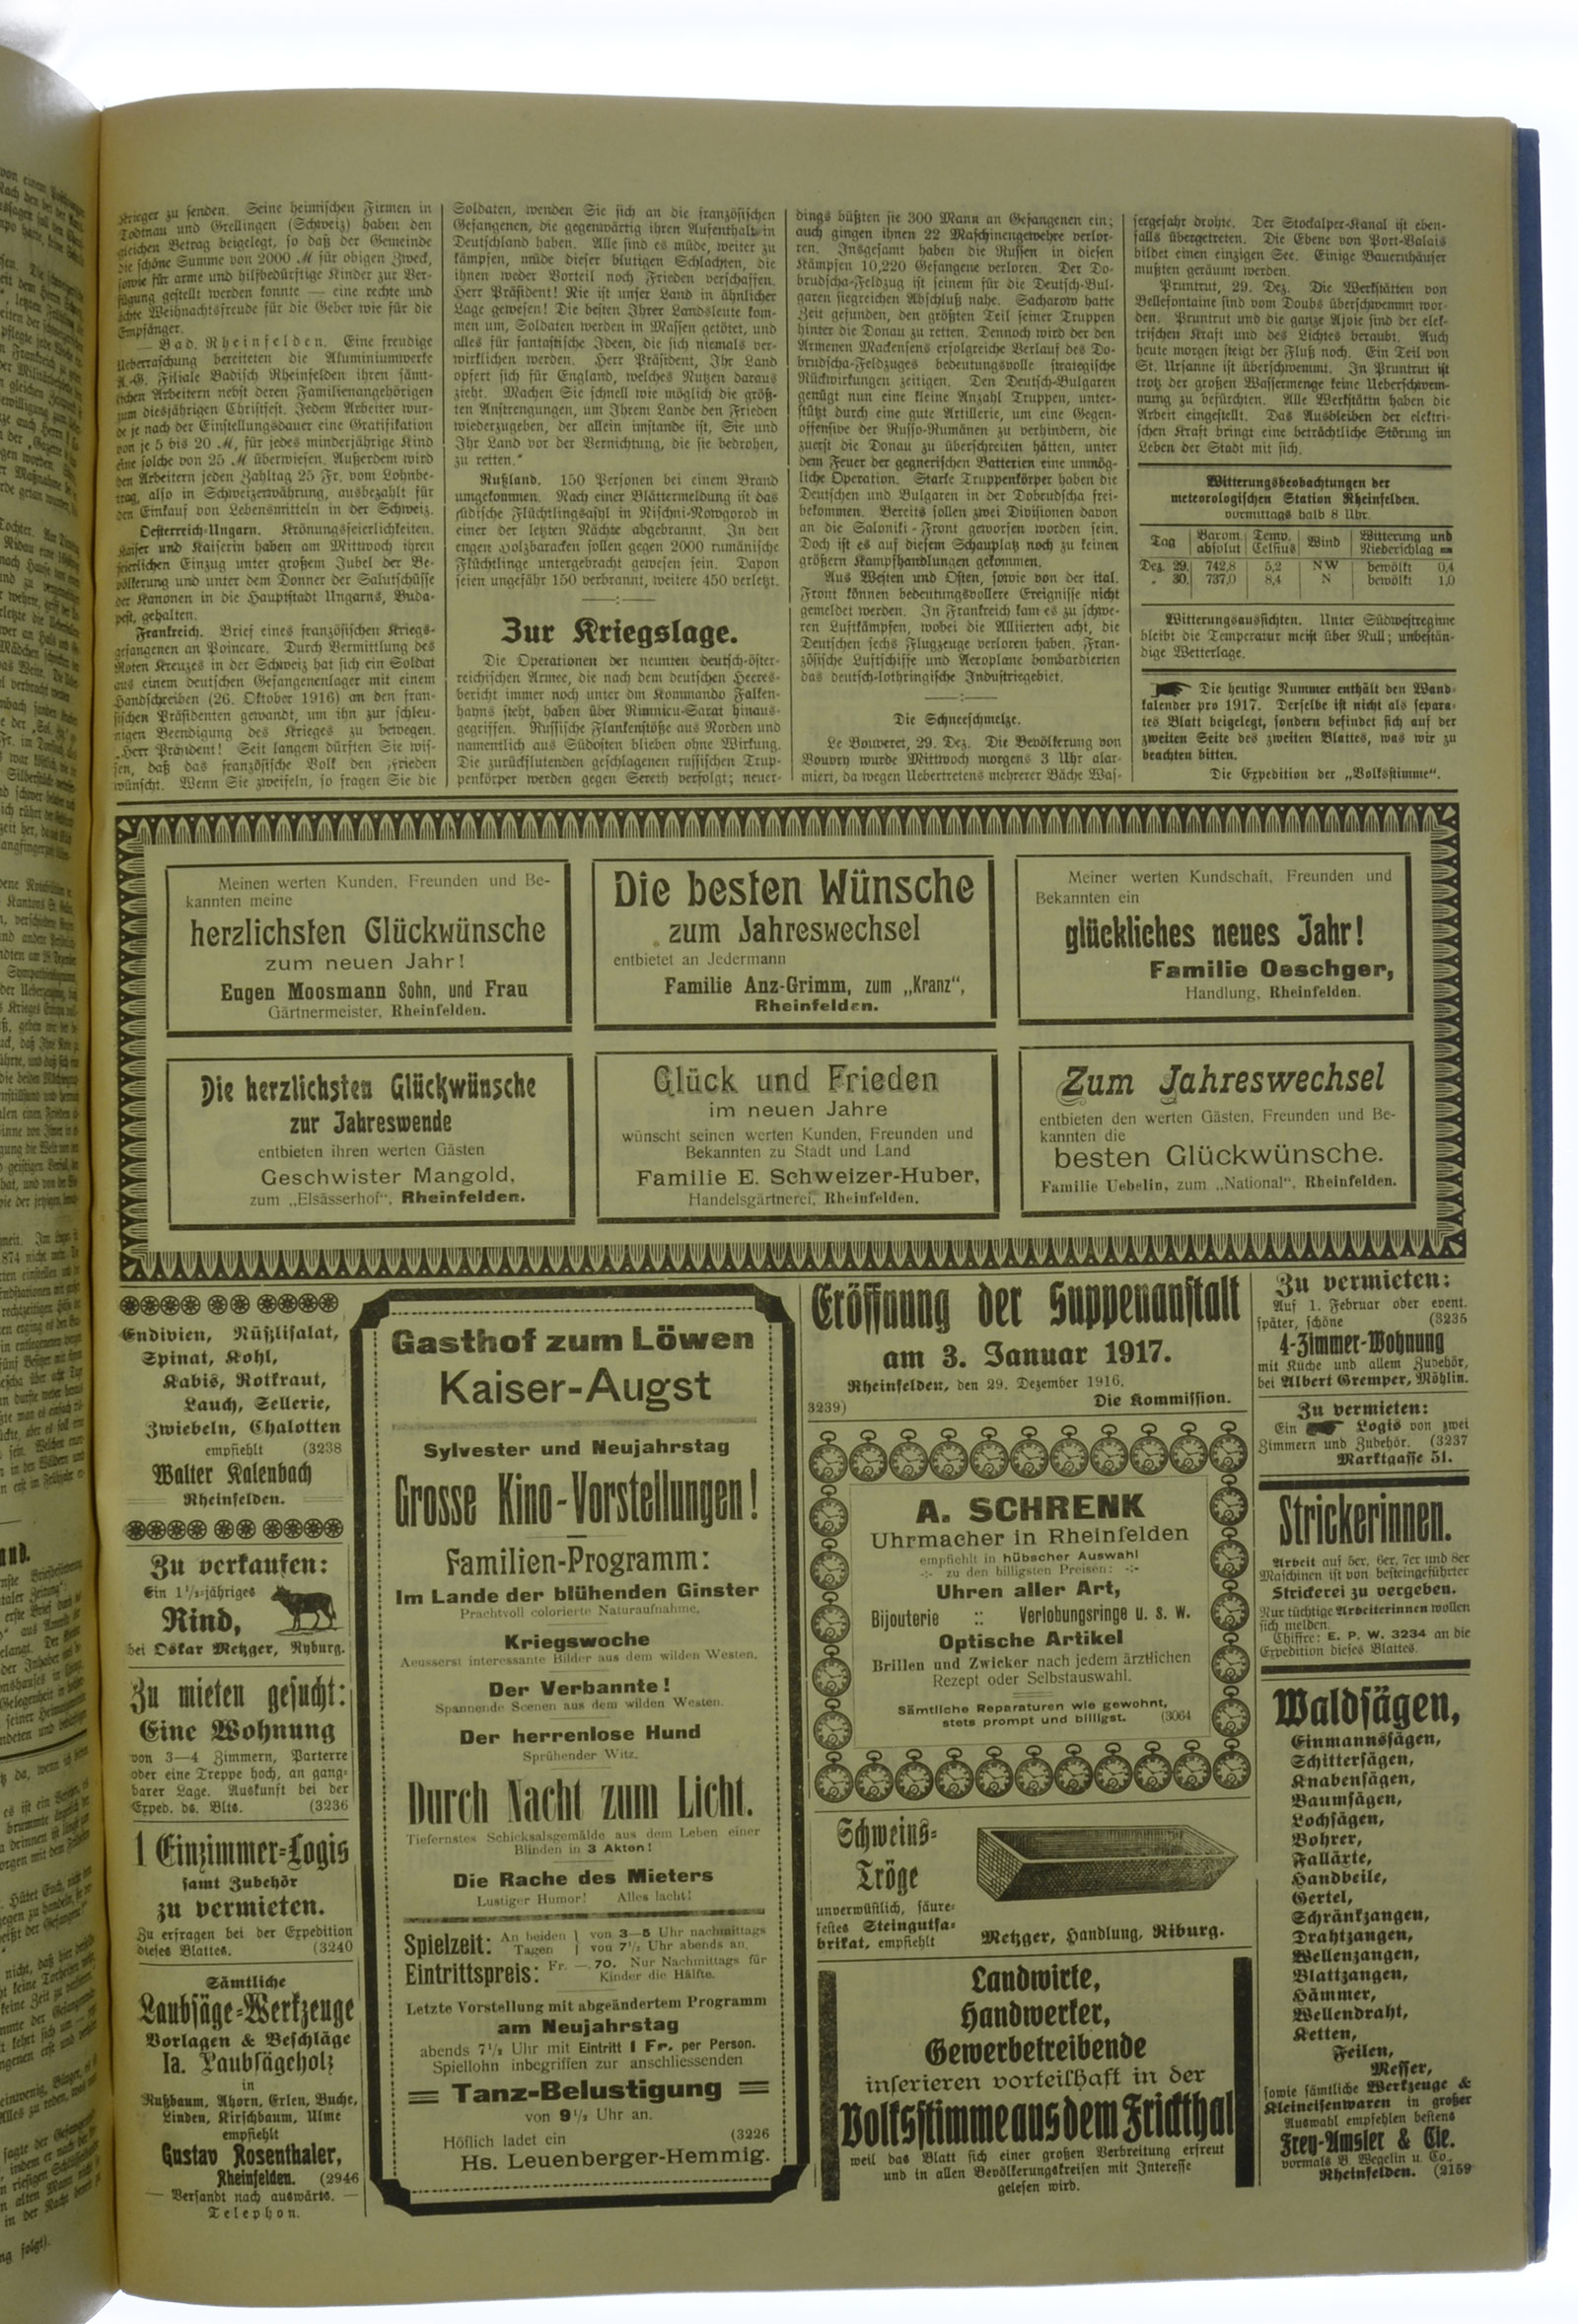 Krieger zu senden. Seine heimischen Firmen in
Todtnau und Grellingen (Schweiz) haben den
gleichen Betrag beigelegt, so daß der Gemeinde
die schöne Summe von 2000 M für obigen Zweck,
sowie für arme und hilfsbedürftige Kinder zur Ver-
fügung gestellt werden konnte — eine rechte und
echte Weihnachtsfreude für die Geber wie für die
Empfänger.
— Bad. Rheinfelden. Eine freudige
Ueberraschung bereiteten die Aluminiumwerke
A.-G. Filiale Badisch Rheinfelden ihren sämt-
lichen Arbeitern nebst deren Familienangehörigen
zum diesjährigen Christfest. Jedem Arbeiter wur-
de je nach der Einstellungsdauer eine Gratifikation
von je 5 bis 20 M, für jedes minderjährige Kind
eine solche von 25 M überwiesen. Außerdem wird
den Arbeitern jeden Zahltag 25 Fr. vom Lohnbe-
trag, also in Schweizerwährung, ausbezahlt für
den Einkauf von Lebensmitteln in der Schweiz.
Oesterreich-Ungarn. Krönungsfeierlichkeiten.
Kaiser und Kaiserin haben am Mittwoch ihren
feierlichen Einzug unter großem Jubel der Be-
völkerung und unter dem Donner der Salutschüsse
der Kanonen in die Hauptstadt Ungarns, Buda-
pest, gehalten.
Frankreich. Brief eines französischen Kriegs-
gefangenen an Poincare. Durch Vermittlung des
Roten Kreuzes in der Schweiz hat sich ein Soldat
aus einem deutschen Gefangenenlager mit einem
Handschreiben (26. Oktober 1916) an den fran-
sischen Präsidenten gewandt, um ihn zur schleu-
nigen Beendigung des Krieges zu bewegen.
„Herr Präsident! Seit langem dürften Sie wis-
sen, daß das französische Volk den Frieden
wünscht. Wenn Sie zweifeln, so fragen Sie die
Soldaten, wenden Sie sich an die französischen
Gefangenen, die gegenwärtig ihren Aufenthalt in
Deutschland haben. Alle sind es müde, weiter zu
kämpfen, müde dieser blutigen Schlachten, die
ihnen weder Vorteil noch Frieden verschaffen.
Herr Präsident! Nie ist unser Land in ähnlicher
Lage gewesen! Die besten Ihrer Landsleute kom-
men um, Soldaten werden in Massen getötet, und
alles für fantastische Ideen, die sich niemals ver-
wirklichen werden. Herr Präsident, Ihr Land
opfert sich für England, welches Nutzen daraus
zieht. Machen Sie schnell wie möglich die größ-
ten Anstrengungen, um Ihrem Lande den Frieden
wiederzugeben, der allein imstande ist, Sie und
Ihr Land vor der Vernichtung, die sie bedrohen,
zu retten.“
Rußland. 150 Personen bei einem Brand
umgekommen. Nach einer Blättermeldung ist das
jüdische Flüchtlingsasyl in Nischni-Nowgorod in
einer der letzten Nächte abgebrannt. In den
engen Holzbaracken sollen gegen 2000 rumänische
Flüchtlinge untergebracht gewesen sein. Davon
seien ungefähr 150 verbrannt, weitere 450 verletzt.
Zur Kriegslage.
Die Operationen der neunten deutsch-öster-
reichischen Armee, die nach dem deutschen Heeres-
bericht immer noch unter dm Kommando Falken-
hayns steht, haben über Rimnicu-Sarat hinaus-
gegriffen. Russische Flankenstöße aus Norden und
namentlich aus Südosten blieben ohne Wirkung.
Die zurückflutenden geschlagenen russischen Trup-
penkörper werden gegen Sereth verfolgt; neuer-
dings büßten sie 300 Mann an Gefangenen ein;
auch gingen ihnen 22 Maschinengewehre verlor-
ren. Insgesamt haben die Russen in diesen
Kämpfen 10,220 Gefangene verloren. Der Do-
brudscha-Feldzug ist seinem für die Deutsch-Bul-
garen siegreichen Abschluß nahe. Sacharow hatte
Zeit gefunden, den größten Teil seiner Truppen
hinter die Donau zu retten. Dennoch wird der den
Armenen Mackensens erfolgreiche Verlauf des Do-
brudscha-Feldzuges bedeutungsvolle strategische
Rückwirkungen zeitigen. Den Deutsch-Bulgaren
genügt nun eine kleine Anzahl Truppen, unter-
stützt durch eine gute Artillerie, um eine Gegen-
offensive der Russo-Rumänen zu verhindern, die
zuerst die Donau zu überschreiten hätten, unter
dem Feuer der gegnerischen Batterien eine unmög-
liche Operation. Starke Truppenkörper haben die
Deutschen und Bulgaren in der Dobrudscha frei-
bekommen. Bereits sollen zwei Divisionen davon
an die Saloniki-Front geworfen worden sein.
Doch ist es auf diesem Schauplatz noch zu keinen
größern Kampfhandlungen gekommen.
Aus Westen und Osten, sowie von der ital.
Front können bedeutungsvollere Ereignisse nicht
gemeldet werden. In Frankreich kam es zu schwe-
ren Luftkämpfen, wobei die Alliierten acht, die
Deutschen sechs Flugzeuge verloren haben. Fran-
zösische Luftschiffe und Aeroplane bombardierten
das deutsch-lothringische Industriegebiet.
Die Schneeschmelze.
Le Bouveret, 29. Dez. Die Bevölkerung von
Vouvry wurde Mittwoch morgens 3 Uhr alar-
miert, da wegen Uebertretens mehrerer Bäche Was-
sergefahr drohte. Der Stockalper-Kanal ist eben-
falls übergetreten. Die Ebene von Port-Valais
bildet einen einzigen See. Einige Bauernhäuser
mußten geräumt werden.
Pruntrut, 29. Dez. Die Werkstätten von
Bellefontaine sind vom Doubs überschwemmt wor-
den. Pruntrut und die ganze Ajoie sind der elek-
trischen Kraft und des Lichtes beraubt. Auch
heute morgen steigt der Fluß noch. Ein Teil von
St. Ursanne ist überschwemmt. In Pruntrut ist
trotz der großen Wassermenge keine Ueberschwem-
mung zu befürchten. Alle Werkstättn haben die
Arbeit eingestellt. Das Ausbleiben der elektri-
schen Kraft bringt eine beträchtliche Störung im
Leben der Stadt mit sich.
Witterungsbeobachtungen der
meteorologischen Station Rheinfelden.
vormittags halb 8 Uhr.
Tag Barom. absolut Temp. Celsius Wind Witterung und Niederschlag mm
Dez. 29. 742,8 5,2 NW bewölkt 0,4
„ 30. 737,0 8,4 N bewölkt 1,0
Witterungsaussichten. Unter Südwestregime
bleibt die Temperatur meist über Null; unbestän-
dige Wetterlage.
Die heutige Nummer enthält den Wand-
kalender pro 1917. Derselbe ist nicht als separa-
tes Blatt beigelegt, sondern befindet sich auf der
zweiten Seite des zweiten Blattes, was wir zu
beachten bitten.
Die Expedition der „Volksstimme“.
Meinen werten Kunden, Freunden und Be-
kannten meine
herzlichsten Glückwünsche
zum neuen Jahr!
Eugen Moosmann Sohn, und Frau
Gärtnermeister, Rheinfelden.
Die besten Wünsche
zum Jahreswechsel
entbietet an Jedermann
Familie Anz-Grimm, zum „Kranz“,
Rheinfelden.
Meiner werten Kundschaft, Freunden und
Bekannten ein
glückliches neues Jahr!
Familie Oeschger,
Handlung, Rheinfelden.
Die herzlichsten Glückwünsche
zur Jahreswende
entbieten ihren werten Gästen
Geschwister Mangold,
zum „Elsässerhof“, Rheinfelden.
Glück und Frieden
im neuen Jahre
wünscht seinen werten Kunden, Freunden und
Bekannten zu Stadt und Land
Familie E. Schweizer-Huber,
Handelsgärtnerei, Rheinfelden.
Zum Jahreswechsel
entbieten den werten Gästen, Freunden und Be-
kannten die
besten Glückwünsche.
Familie Uebelin, zum „National“, Rheinfelden.
Endivien, Nüßlisalat,
Spinat, Kohl,
Kabis, Rotkraut,
Lauch, Sellerie,
Zwiebeln, Chalotten
empfiehlt (3238
Walter Kalenbach
Rheinfelden.
Zu verkaufen:
Ein 1½-jähriges
Rind,
bei Oskar Metzger, Ryburg.
Zu mieten gesucht:
Eine Wohnung
von 3—4 Zimmern, Parterre
oder eine Treppe hoch, an gang-
barer Lage. Auskunft bei der
Exped. ds. Blts. (3236
1 Einzimmer-Logis
samt Zubehör
zu vermieten.
Zu erfragen bei der Expedition
dieses Blattes. (3240
Sämtliche
Laubsäge-Werkzeuge
Vorlagen & Beschläge
Ia. Laubsägeholz
in
Nußbaum, Ahorn, Erlen, Buche,
Linden, Kirschbaum, Ulme
empfiehlt
Gustav Rosenthaler,
Rheinfelden. (2946
— Versandt nach auswärts. —
Telephon.
Gasthof zum Löwen
Kaiser-Augst
Sylvester und Neujahrstag
Grosse Kino-Vorstellungen!
Familien-Programm:
Im Lande der blühenden Ginster
Prachtvoll colorierte Naturaufnahme.
Kriegswoche
Aeusserst interessante Bilder aus dem wilden Westen.
Der Verbannte!
Spannende Scenen aus dem wilden Westen.
Der herrenlose Hund
Sprühender Witz.
Durch Nacht zum Licht.
Tiefernstes Schicksalsgemälde aus dem Leben einer
Blinden in 3 Akten!
Die Rache des Mieters
Lustiger Humor! Alles lacht!
Spielzeit: An beiden Tagen } von 3—5 Uhr nachmittags
von 7½ Uhr abends an.
Eintrittspreis: Fr. —.70. Nur Nachmittags für
Kinder die Hälfte.
Letzte Vorstellung mit abgeändertem Programm
am Neujahrstag
abends 7½ Uhr mit Eintritt 1 Fr. per Person.
Spiellohn inbegriffen zur anschliessenden
Tanz-Belustigung
von 9½ Uhr an.
Höflich ladet ein (3226
Hs. Leuenberger-Hemmig.
Eröffnung der Suppenanstalt
am 3. Januar 1917.
Rheinfelden, den 29. Dezember 1916.
3239) Die Kommission.
A. SCHRENK
Uhrmacher in Rheinfelden
empfiehlt in hübscher Auswahl
-:- zu den billigsten Preisen: -:-
Uhren aller Art,
Bijouterie :: Verlobungsringe u. s. w.
Optische Artikel
Brillen und Zwicker nach jedem ärztlichen
Rezept oder Selbstauswahl.
Sämtliche Reparaturen wie gewohnt,
stets prompt und billigst. (3064
Schweins-
Tröge
unverwüstlich, säure-
festes Steingutfa-
brikat, empfiehlt
Metzger, Handlung, Riburg.
Landwirte,
Handwerker,
Gewerbetreibende
inserieren vorteilhaft in der
Volksstimme aus dem Fricktal
weil das Blatt sich einer großen Verbreitung erfreut
und in allen Bevölkerungskreisen mit Interesse
gelesen wird.
Zu vermieten:
Auf 1. Februar oder event.
später, schöne (3235
4-Zimmer-Wohnung
mit Küche und allem Zubehör,
bei Albert Gremper, Möhlin.
Zu vermieten:
Ein Logis von zwei
Zimmern und Zubehör. (3237
Marktgasse 51.
Strickerinnen.
Arbeit auf 5er, 6er, 7er und 8er
Maschinen ist von besteingeführter
Strickerei zu vergeben.
Nur tüchtige Arbeiterinnen wollen
sich melden.
Chiffre: E. P. W. 3234 an die
Expedition dieses Blattes.
Waldsägen,
Einmannssägen,
Schittersägen,
Knabensägen,
Baumsägen,
Lochsägen,
Bohrer,
Falläxte,
Handbeile,
Gertel,
Schränkzangen,
Drahtzangen,
Wellenzangen,
Blattzangen,
Hämmer,
Wellendraht,
Ketten,
Feilen,
Messer,
sowie sämtliche Werkzeuge &
Kleineisenwaren in großer
Auswahl empfehlen bestens
Frey-Amsler & Cie.
vormals B. Wegelin u. Co.
Rheinfelden. (2159